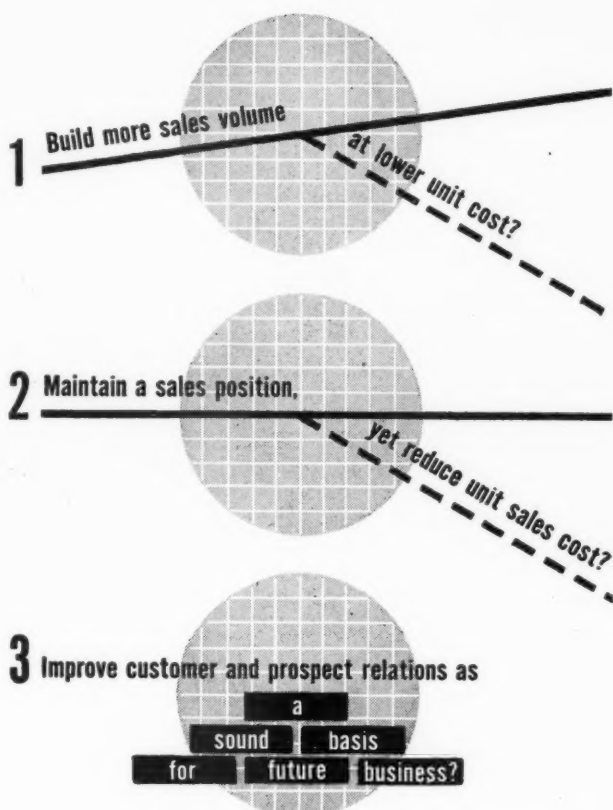 1 Build more sales volume
at lower unit cost?
2 Maintain a sales position,
yet reduce unit sales cost?
3 Improve customer and prospect relations as
a
sound basis
for future business?